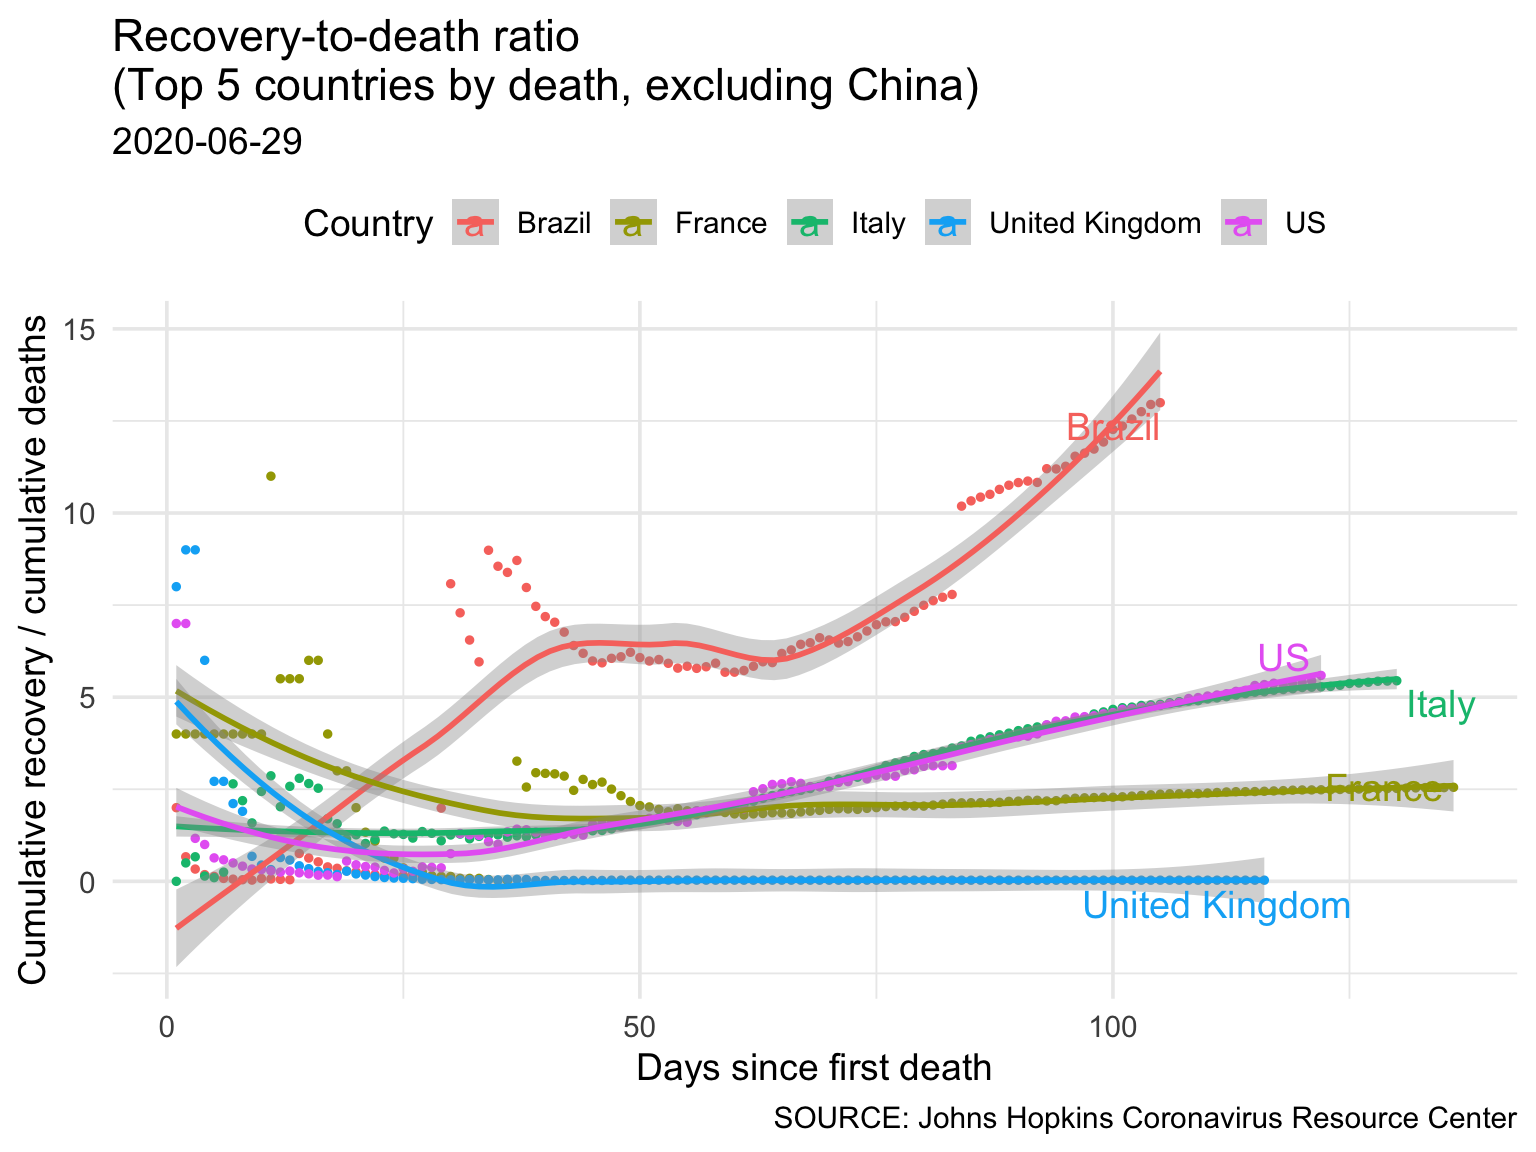 Recovery-to-death ratio
(Top 5 countries by death, excluding China)
2020-06-29
Country a Brazil a France a Italy a United Kingdom a US
Cumulative recovery / cumulative deaths
15
10
5
0
Brazil
US
Italy
France
United Kingdom
0 50 100
Days since first death
SOURCE: Johns Hopkins Coronavirus Resource Center